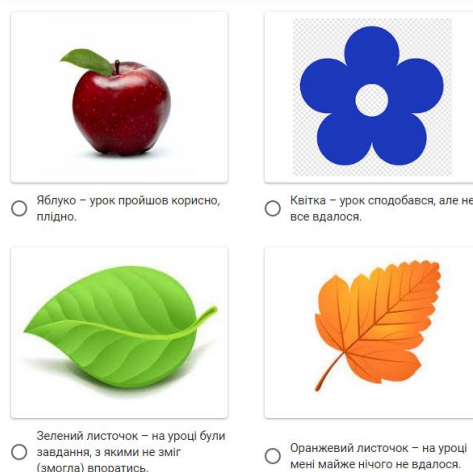 Яблуко – урок пройшов корисно,
плідно.
Квітка – урок сподобався, але не
все вдалося.
Зелений листочок – на уроці були
завдання, з якими не зміг
(змогла) впоратись.
Оранжевий листочок – на уроці
мені майже нічого не вдалося.